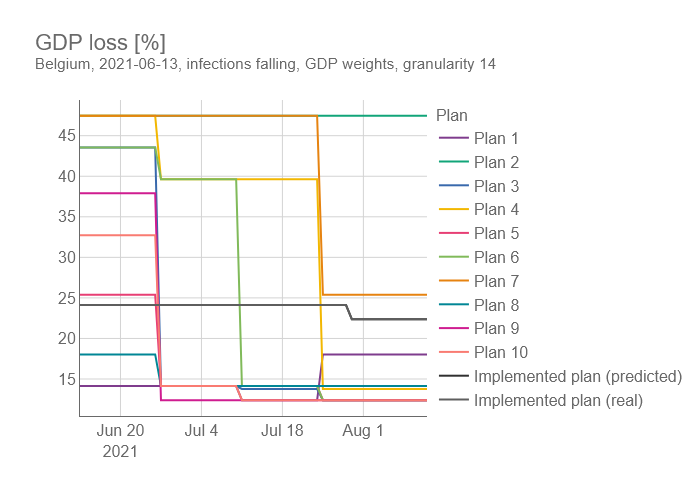 GDP loss [%]
Belgium, 2021-06-13, infections falling, GDP weights, granularity 14
Plan
45
40
35
30
25
20
15
Jun 20
2021
Jul 4
Jul 18
Aug 1
Plan 1
Plan 2
Plan 3
Plan 4
Plan 5
Plan 6
Plan 7
Plan 8
Plan 9
Plan 10
Implemented plan (predicted)
Implemented plan (real)